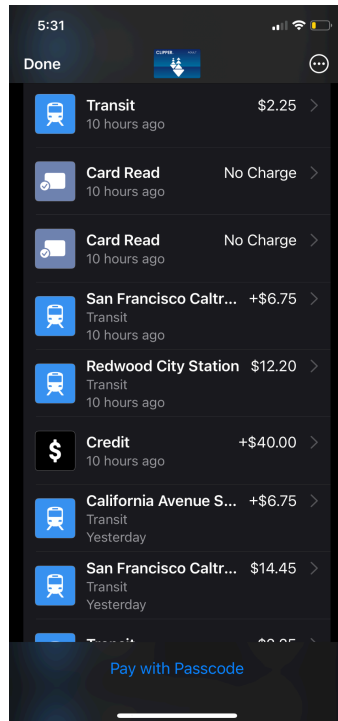 5:31
Done
CLIPPER
Transit $2.25
10 hours ago
Card Read No Charge
10 hours ago
Card Read No Charge
10 hours ago
San Francisco Caltr... +$6.75
Transit
10 hours ago
Redwood City Station $12.20
Transit
10 hours ago
$ Credit +$40.00
10 hours ago
California Avenue S... +$6.75
Transit
Yesterday
San Francisco Caltr... $14.45
Transit
Yesterday
Transit
Pay with Passcode